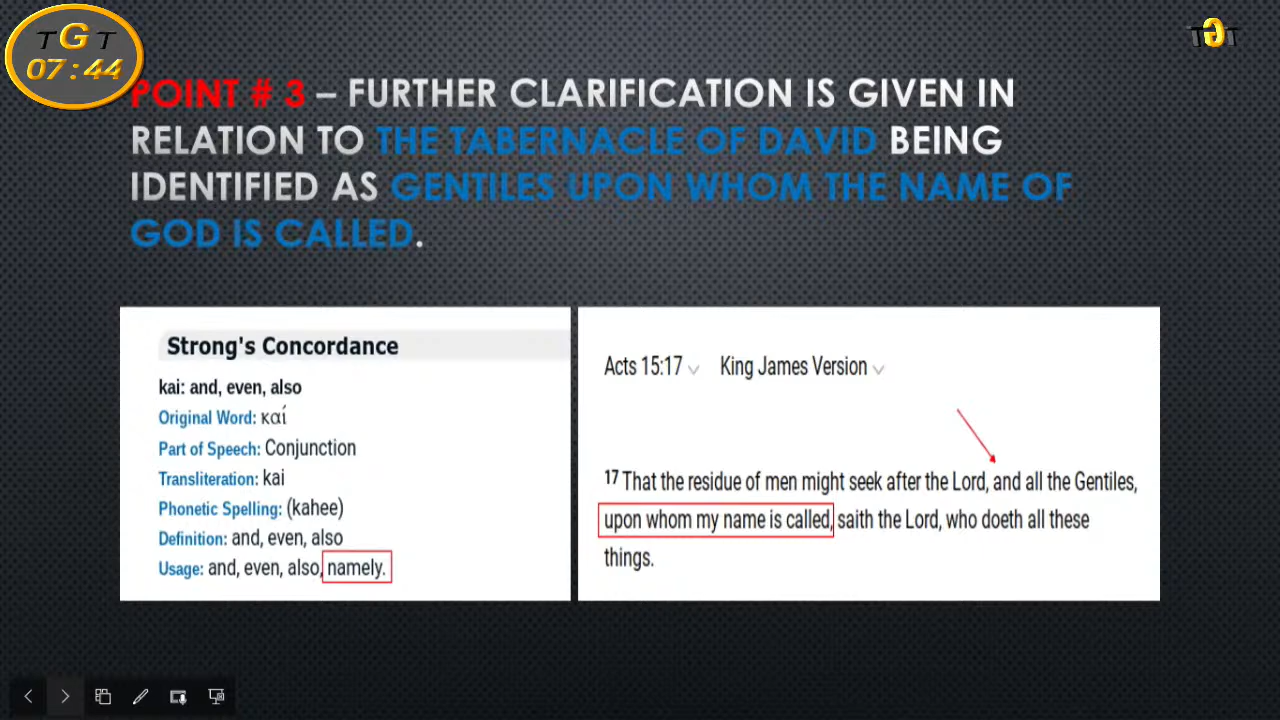 TGT
07:44
TGT
POINT # 3 – FURTHER CLARIFICATION IS GIVEN IN
RELATION TO THE TABERNACLE OF DAVID BEING
IDENTIFIED AS GENTILES UPON WHOM THE NAME OF
GOD IS CALLED.
Strong's Concordance
kai: and, even, also
Original Word: καί
Part of Speech: Conjunction
Transliteration: kai
Phonetic Spelling: (kahee)
Definition: and, even, also
Usage: and, even, also, namely.
Acts 15:17 King James Version
17 That the residue of men might seek after the Lord, and all the Gentiles,
upon whom my name is called, saith the Lord, who doeth all these
things.